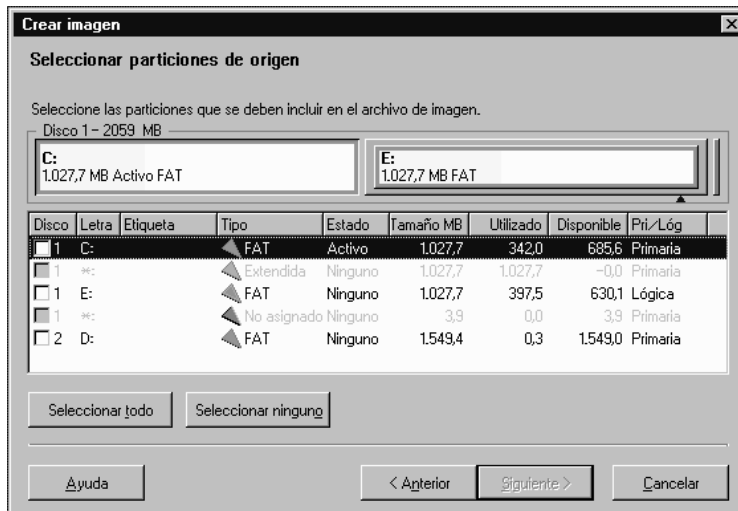 Crear imagen
Seleccionar particiones de origen
Seleccione las particiones que se deben incluir en el archivo de imagen.
Disco 1 - 2059 MB
C: E:
1.027,7 MB Activo FAT 1.027,7 MB FAT
Disco Letra Etiqueta Tipo Estado Tamaño MB Utilizado Disponible Pri/Lóg
1 C: FAT Activo 1.027,7 342,0 685,6 Primaria
1 *: Extendida Ninguno 1.027,7 1.027,7 -0,0 Primaria
1 E: FAT Ninguno 1.027,7 397,5 630,1 Lógica
1 *: No asignado Ninguno 3,9 0,0 3,9 Primaria
2 D: FAT Ninguno 1.549,4 0,3 1.549,0 Primaria
Seleccionar todo Seleccionar ninguno
Ayuda < Anterior Siguiente > Cancelar